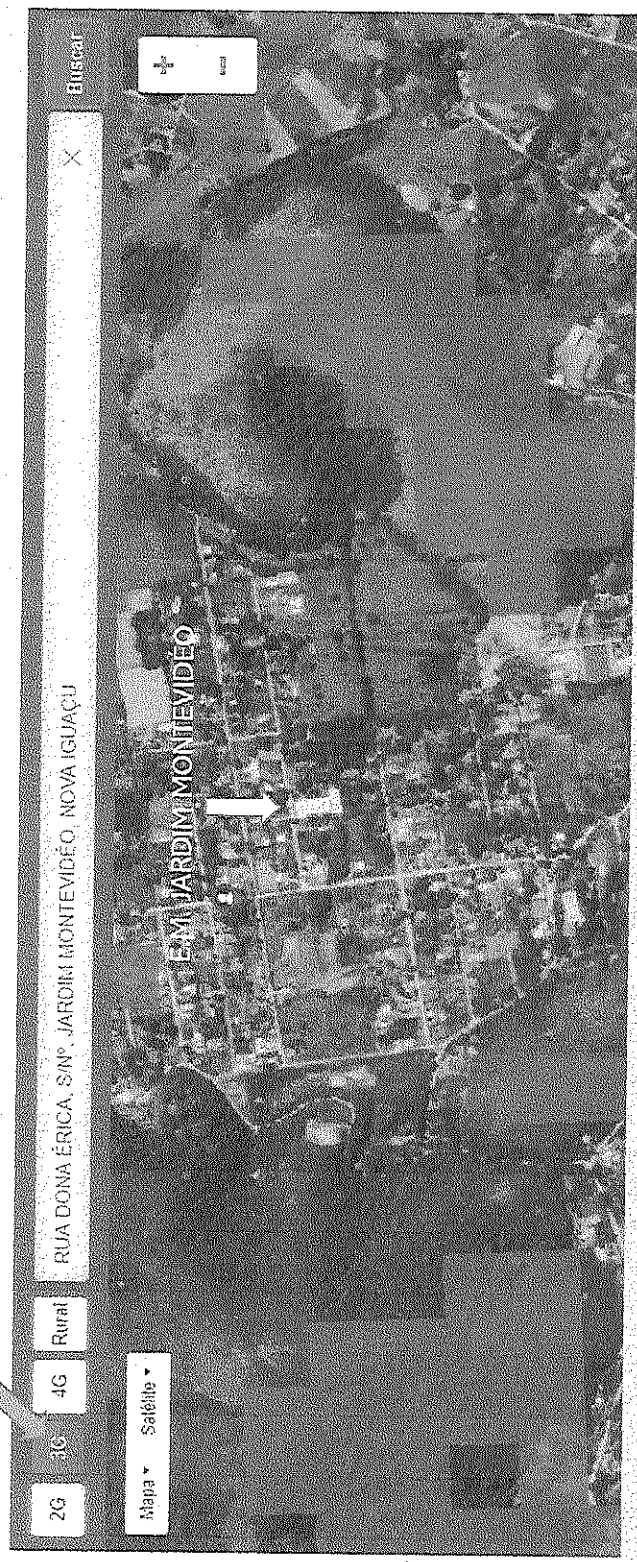 2G 3G 4G Rural RUA DONA ÉRICA, S/Nº, JARDIM MONTEVIDÉO, NOVA IGUAÇU X Buscar
Mapa Satélite
+
-
E.M JARDIM MONTEVIDÉO